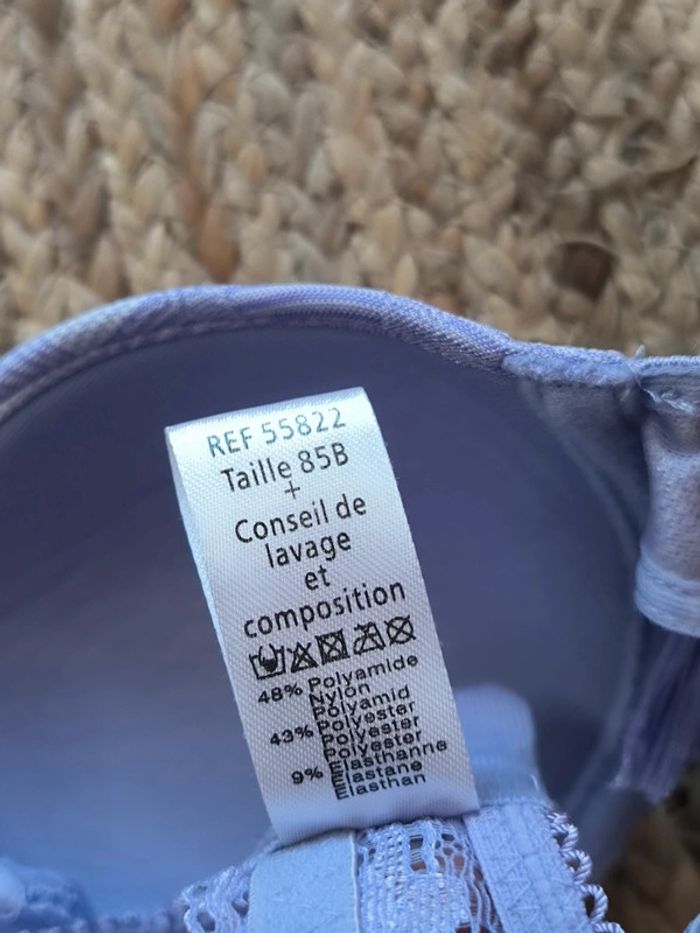 REF 55822
Taille 85B
+
Conseil de
lavage
et
composition
48% Polyamide
Nylon
Polyamid
43% Polyester
Polyester
Polyester
9% Elasthanne
Elastane
Elasthan